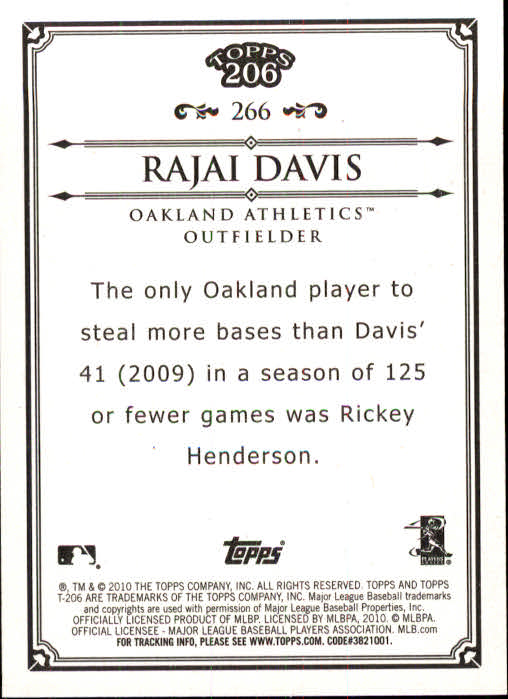 TOPPS
206
266
RAJAI DAVIS
OAKLAND ATHLETICS™
OUTFIELDER
The only Oakland player to
steal more bases than Davis'
41 (2009) in a season of 125
or fewer games was Rickey
Henderson.
Topps®
®, TM & © 2010 THE TOPPS COMPANY, INC. ALL RIGHTS RESERVED. TOPPS AND TOPPS
T-206 ARE TRADEMARKS OF THE TOPPS COMPANY, INC. Major League Baseball trademarks
and copyrights are used with permission of Major League Baseball Properties, Inc.
OFFICIALLY LICENSED PRODUCT OF MLBP. LICENSED BY MLBPA, 2010. © MLBPA.
OFFICIAL LICENSEE - MAJOR LEAGUE BASEBALL PLAYERS ASSOCIATION. MLB.com
FOR TRACKING INFO, PLEASE SEE WWW.TOPPS.COM. CODE#3821001.